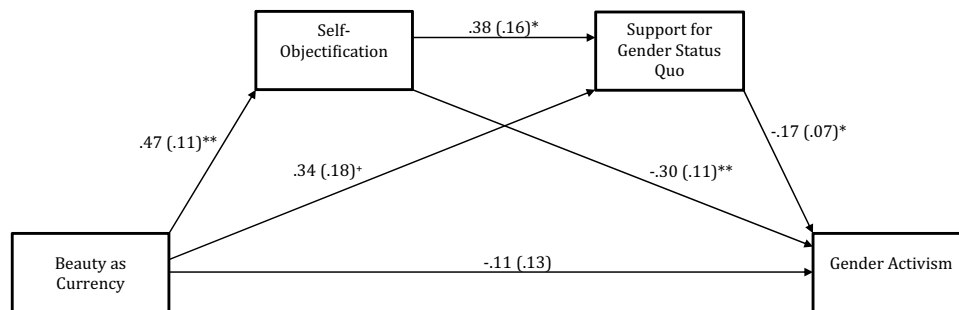 Self-
Objectification
.38 (.16)*
Support for
Gender Status
Quo
.47 (.11)**
.34 (.18)⁺
-.30 (.11)**
-.17 (.07)*
Beauty as
Currency
-.11 (.13)
Gender Activism